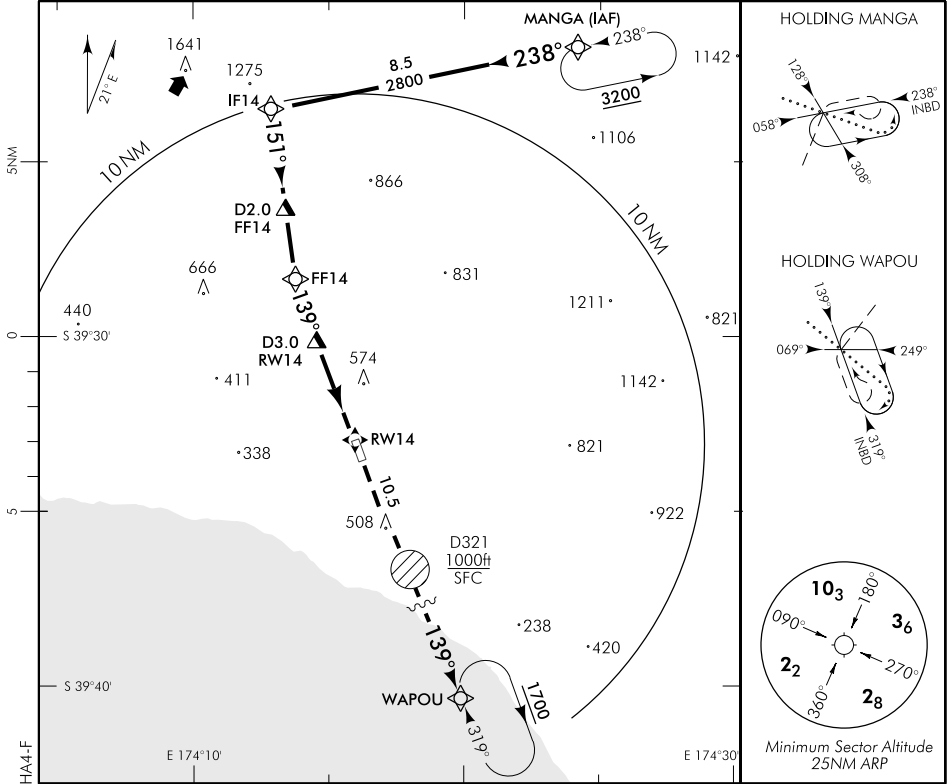 MANGA (IAF)
238°
238°
8.5
2800
3200
21° E
1641
1275
1142
IF14
151°
10 NM
1106
5NM
866
D2.0
FF14
10 NM
FF14
666
831
1211
440
821
139°
0
S 39°30'
D3.0
RW14
574
411
1142
RW14
338
821
10.5
5
508
922
D321
1000ft
SFC
238
420
139°
S 39°40'
WAPOU
1700
319°
E 174°10'
E 174°30'
HA4-F
HOLDING MANGA
128°
238°
INBD
058°
308°
HOLDING WAPOU
139°
069°
249°
319°
INBD
103
180°
36
090°
270°
22
360°
28
Minimum Sector Altitude
25NM ARP